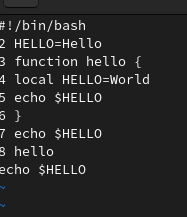 #!/bin/bash
2 HELLO=Hello
3 function hello {
4 local HELLO=World
5 echo $HELLO
6 }
7 echo $HELLO
8 hello
echo $HELLO
~
~